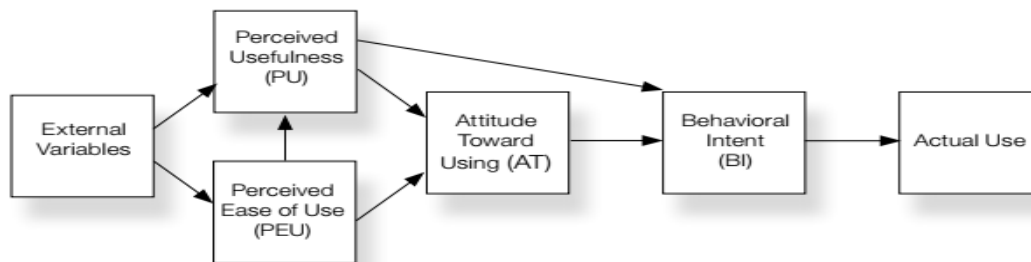 External
Variables
Perceived
Usefulness
(PU)
Perceived
Ease of Use
(PEU)
Attitude
Toward
Using (AT)
Behavioral
Intent
(BI)
Actual Use